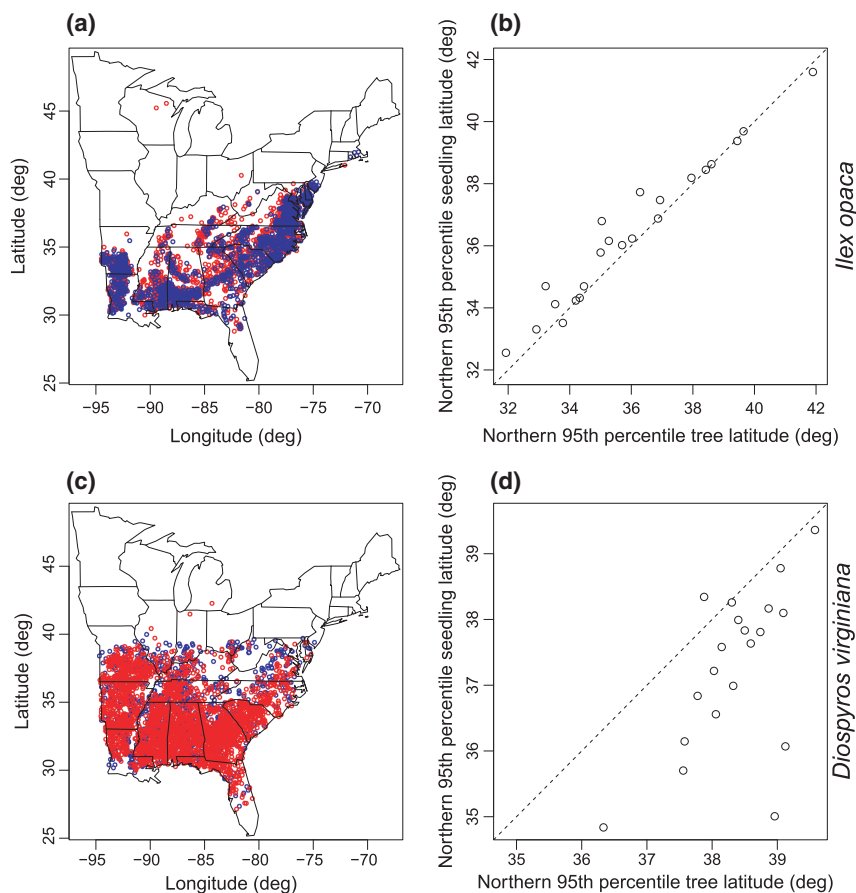 (a)
Latitude (deg)
45
40
35
30
25
−95 −90 −85 −80 −75 −70
Longitude (deg)
(b)
Northern 95th percentile seedling latitude (deg)
42
40
38
36
34
32
32 34 36 38 40 42
Northern 95th percentile tree latitude (deg)
Ilex opaca
(c)
Latitude (deg)
45
40
35
30
25
−95 −90 −85 −80 −75 −70
Longitude (deg)
(d)
Northern 95th percentile seedling latitude (deg)
39
38
37
36
35
35 36 37 38 39
Northern 95th percentile tree latitude (deg)
Diospyros virginiana